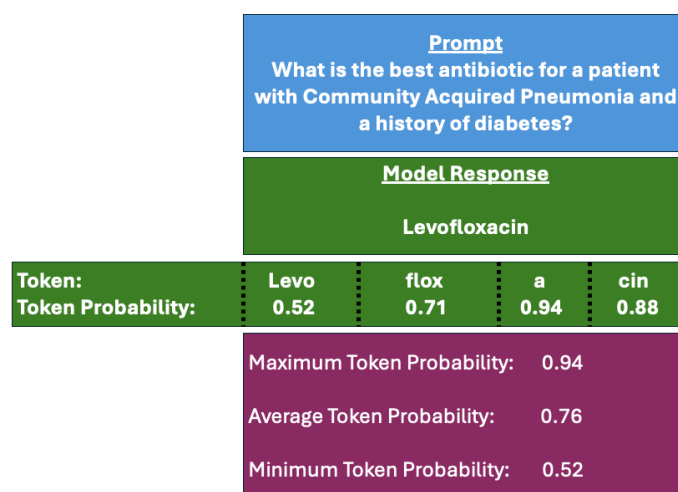 Prompt
What is the best antibiotic for a patient
with Community Acquired Pneumonia and
a history of diabetes?
Model Response
Levofloxacin
Token: Levo flox a cin
Token Probability: 0.52 0.71 0.94 0.88
Maximum Token Probability: 0.94
Average Token Probability: 0.76
Minimum Token Probability: 0.52